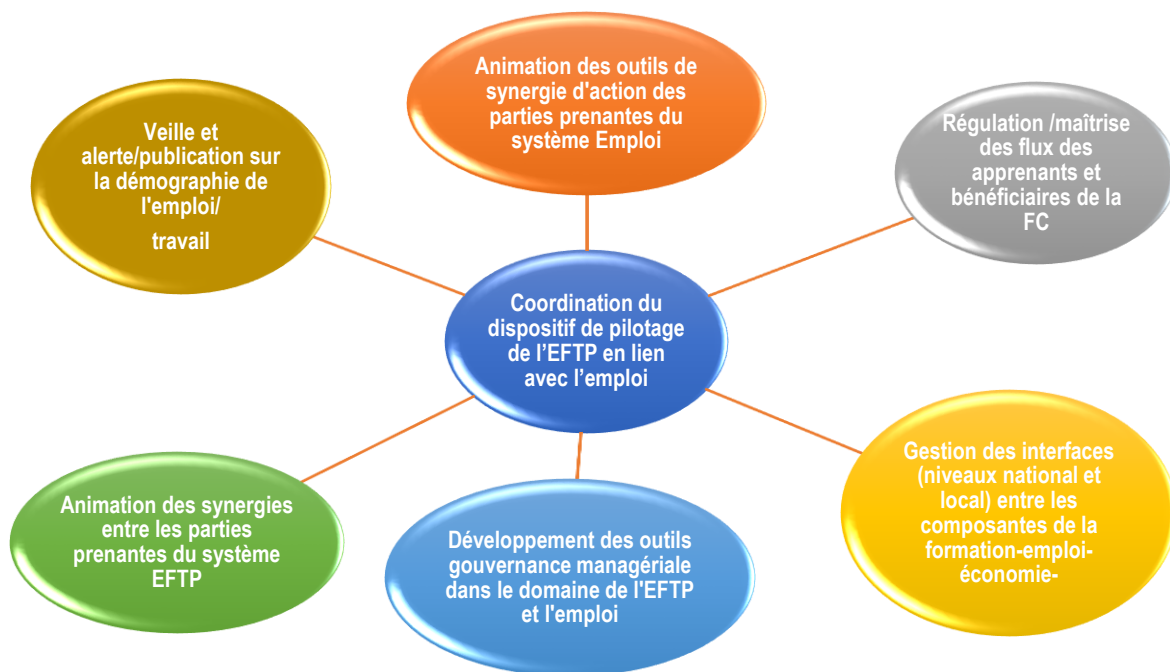 Animation des outils de
synergie d'action des
parties prenantes du
système Emploi
Veille et
alerte/publication sur
la démographie de
l'emploi/
travail
Régulation /maîtrise
des flux des
apprenants et
bénéficiaires de la
FC
Coordination du
dispositif de pilotage
de l’EFTP en lien
avec l’emploi
Animation des synergies
entre les parties
prenantes du système
EFTP
Développement des outils
gouvernance managériale
dans le domaine de l'EFTP
et l'emploi
Gestion des interfaces
(niveaux national et
local) entre les
composantes de la
formation-emploi-
économie-